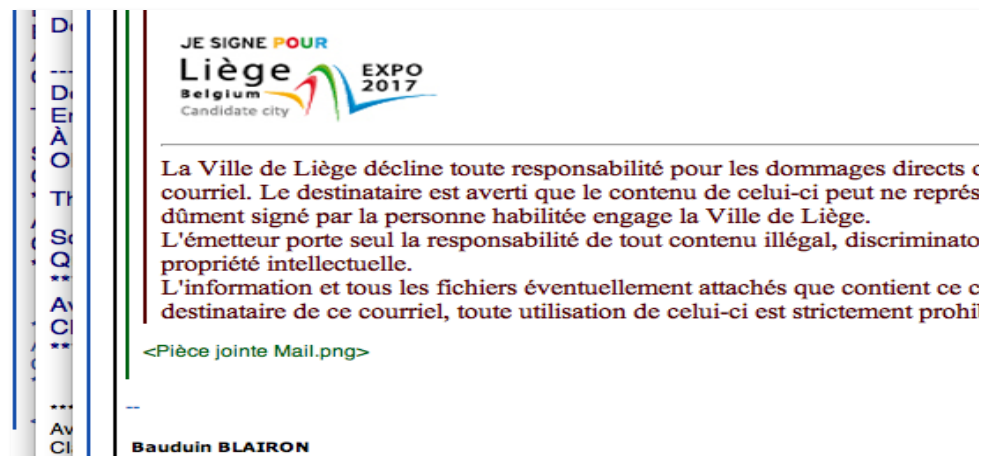 JE SIGNE POUR
Liège
Belgium
Candidate city
EXPO
2017
La Ville de Liège décline toute responsabilité pour les dommages directs
courriel. Le destinataire est averti que le contenu de celui-ci peut ne
dûment signé par la personne habilitée engage la Ville de Liège.
L'émetteur porte seul la responsabilité de tout contenu illégal,
propriété intellectuelle.
L'information et tous les fichiers éventuellement attachés que contient ce
destinataire de ce courriel, toute utilisation de celui-ci est strictement
<Pièce jointe Mail.png>
--
Bauduin BLAIRON